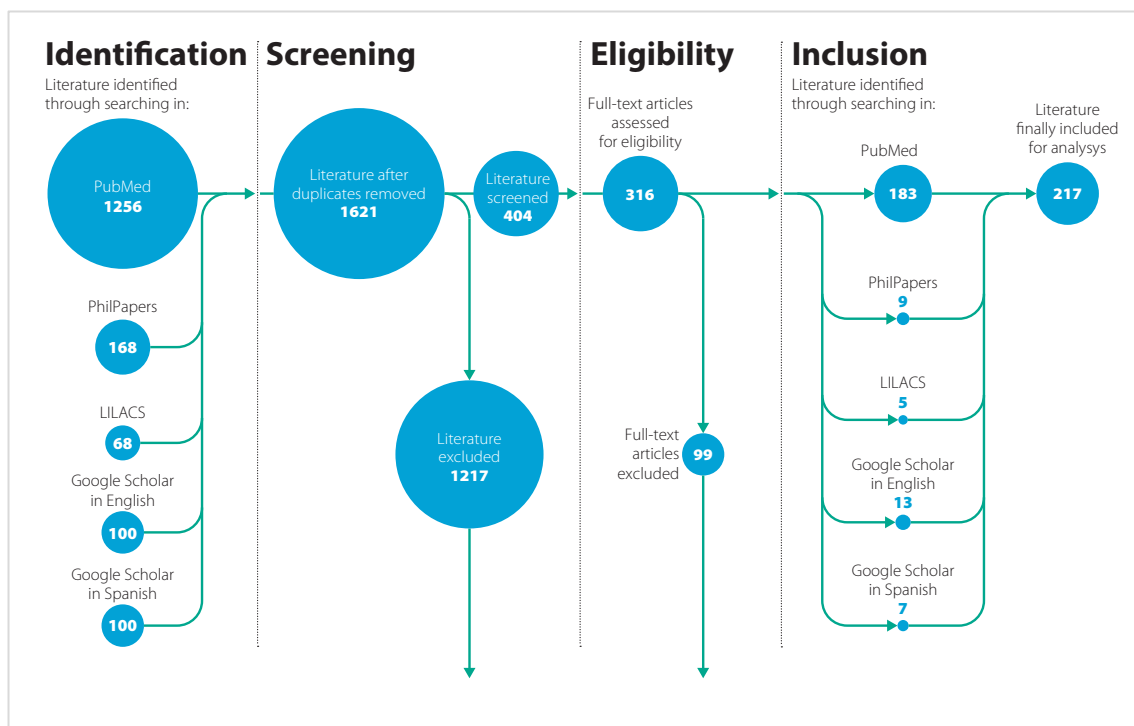 Identification
Literature identified
through searching in:
PubMed
1256
PhilPapers
168
LILACS
68
Google Scholar
in English
100
Google Scholar
in Spanish
100
Screening
Literature after
duplicates removed
1621
Literature
screened
404
Literature
excluded
1217
Eligibility
Full-text articles
assessed
for eligibility
316
Full-text
articles
excluded
99
Inclusion
Literature identified
through searching in:
PubMed
183
PhilPapers
9
LILACS
5
Google Scholar
in English
13
Google Scholar
in Spanish
7
Literature
finally included
for analysys
217